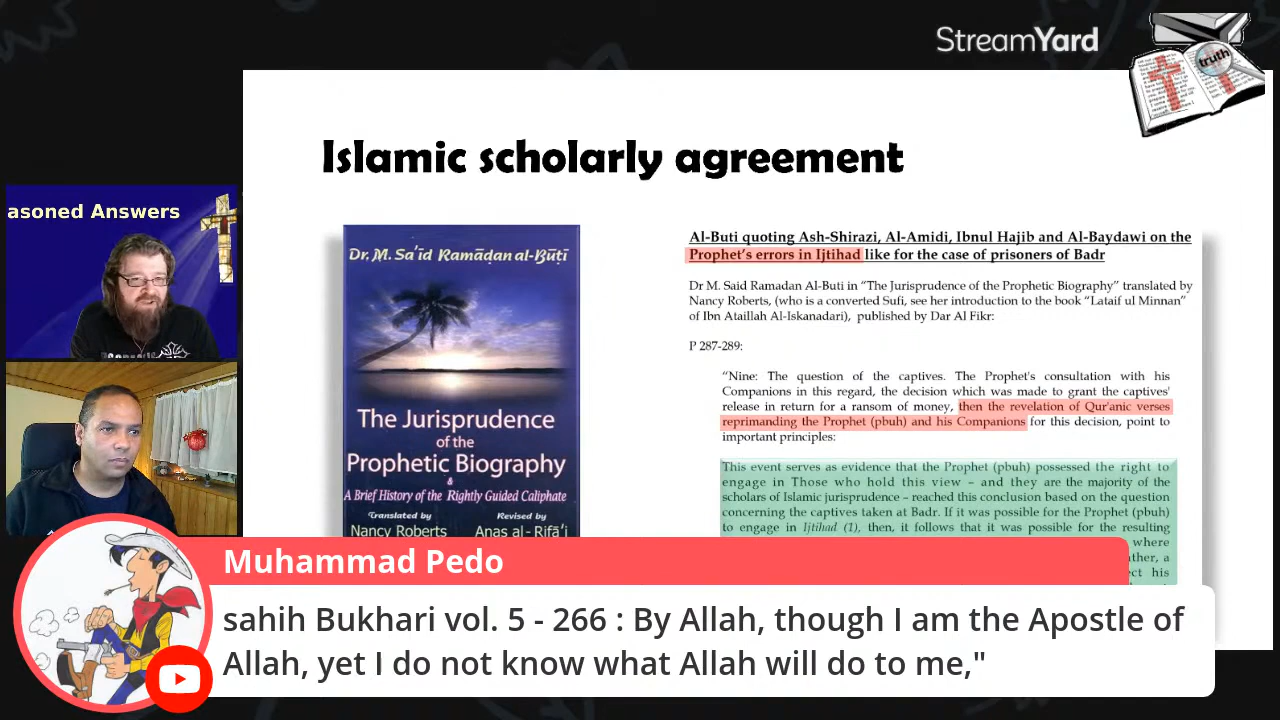 StreamYard
truth
Islamic scholarly agreement
asoned Answers
Dr. M. Sa'īd Ramaḍan al-Būṭī
The Jurisprudence
of the
Prophetic Biography
&
A Brief History of the Rightly Guided Caliphate
Translated by
Revised by
Nancy Roberts
Anas al-Rifā'i
Al-Buti quoting Ash-Shirazi, Al-Amidi, Ibnul Hajib and Al-Baydawi on the
Prophet's errors in Ijtihad like for the case of prisoners of Badr
Dr M. Said Ramadan Al-Buti in "The Jurisprudence of the Prophetic Biography" translated by
Nancy Roberts, (who is a converted Sufi, see her introduction to the book "Lataif ul Minnan"
of Ibn Ataillah Al-Iskanadari), published by Dar Al Fikr:
P 287-289:
"Nine: The question of the captives. The Prophet's consultation with his
Companions in this regard, the decision which was made to grant the captives'
release in return for a ransom of money, then the revelation of Qur'anic verses
reprimanding the Prophet (pbuh) and his Companions for this decision, point to
important principles:
This event serves as evidence that the Prophet (pbuh) possessed the right to
engage in Those who hold this view – and they are the majority of the
scholars of Islamic jurisprudence – reached this conclusion based on the question
concerning the captives taken at Badr. If it was possible for the Prophet (pbuh)
to engage in Ijtihad (1), then, it follows that it was possible for the resulting
where
ather, a
ect his
Muhammad Pedo
sahih Bukhari vol. 5 - 266 : By Allah, though I am the Apostle of
Allah, yet I do not know what Allah will do to me,"